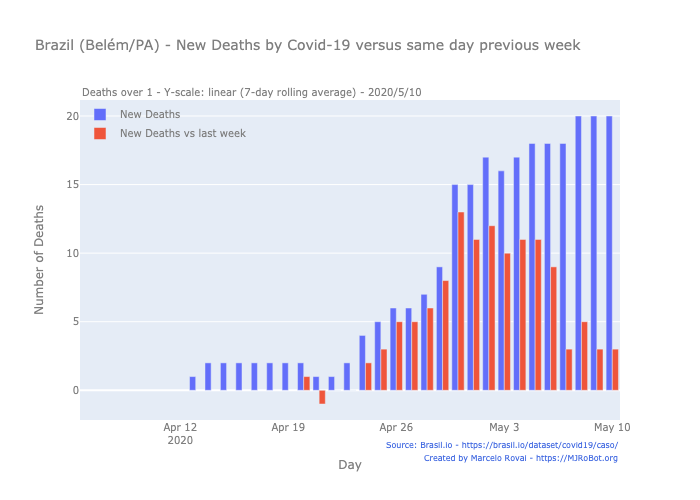 Brazil (Belém/PA) - New Deaths by Covid-19 versus same day previous week
Deaths over 1 - Y-scale: linear (7-day rolling average) - 2020/5/10
New Deaths
New Deaths vs last week
20
15
10
5
0
Number of Deaths
Apr 12
2020
Apr 19
Apr 26
May 3
May 10
Day
Source: Brasil.io - https://brasil.io/dataset/covid19/caso/
Created by Marcelo Rovai - https://MJRoBot.org